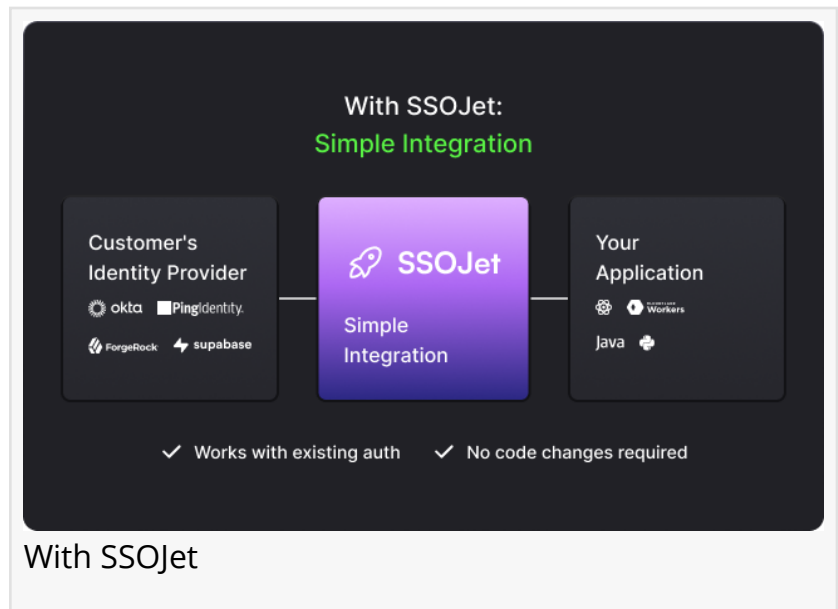 With SSOJet:
Simple Integration
Customer's
Identity Provider
okta PingIdentity.
ForgeRock supabase
SSOJet
Simple
Integration
Your
Application
Workers
Java
Works with existing auth No code changes required
With SSOJet